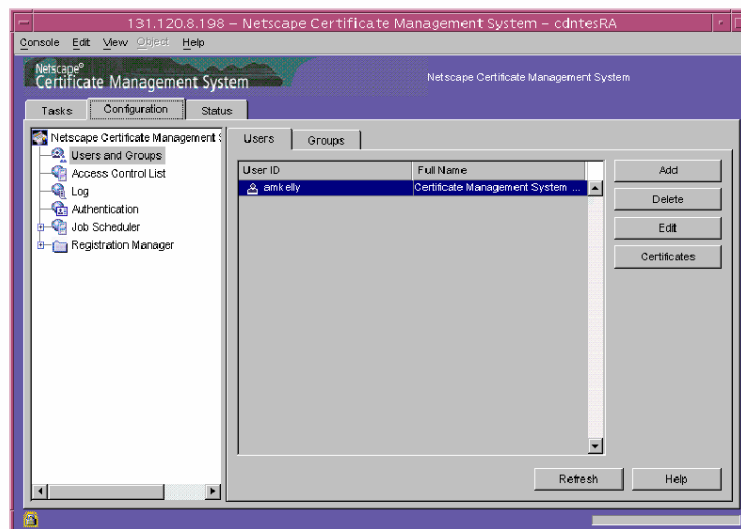 131.120.8.198 – Netscape Certificate Management System – cdntesRA
Console Edit View Object Help
Netscape®
Certificate Management System
Netscape Certificate Management System
Tasks Configuration Status
Netscape Certificate Management S
Users and Groups
Access Control List
Log
Authentication
Job Scheduler
Registration Manager
Users Groups
User ID Full Name
amkelly Certificate Management System ...
Add
Delete
Edit
Certificates
Refresh Help